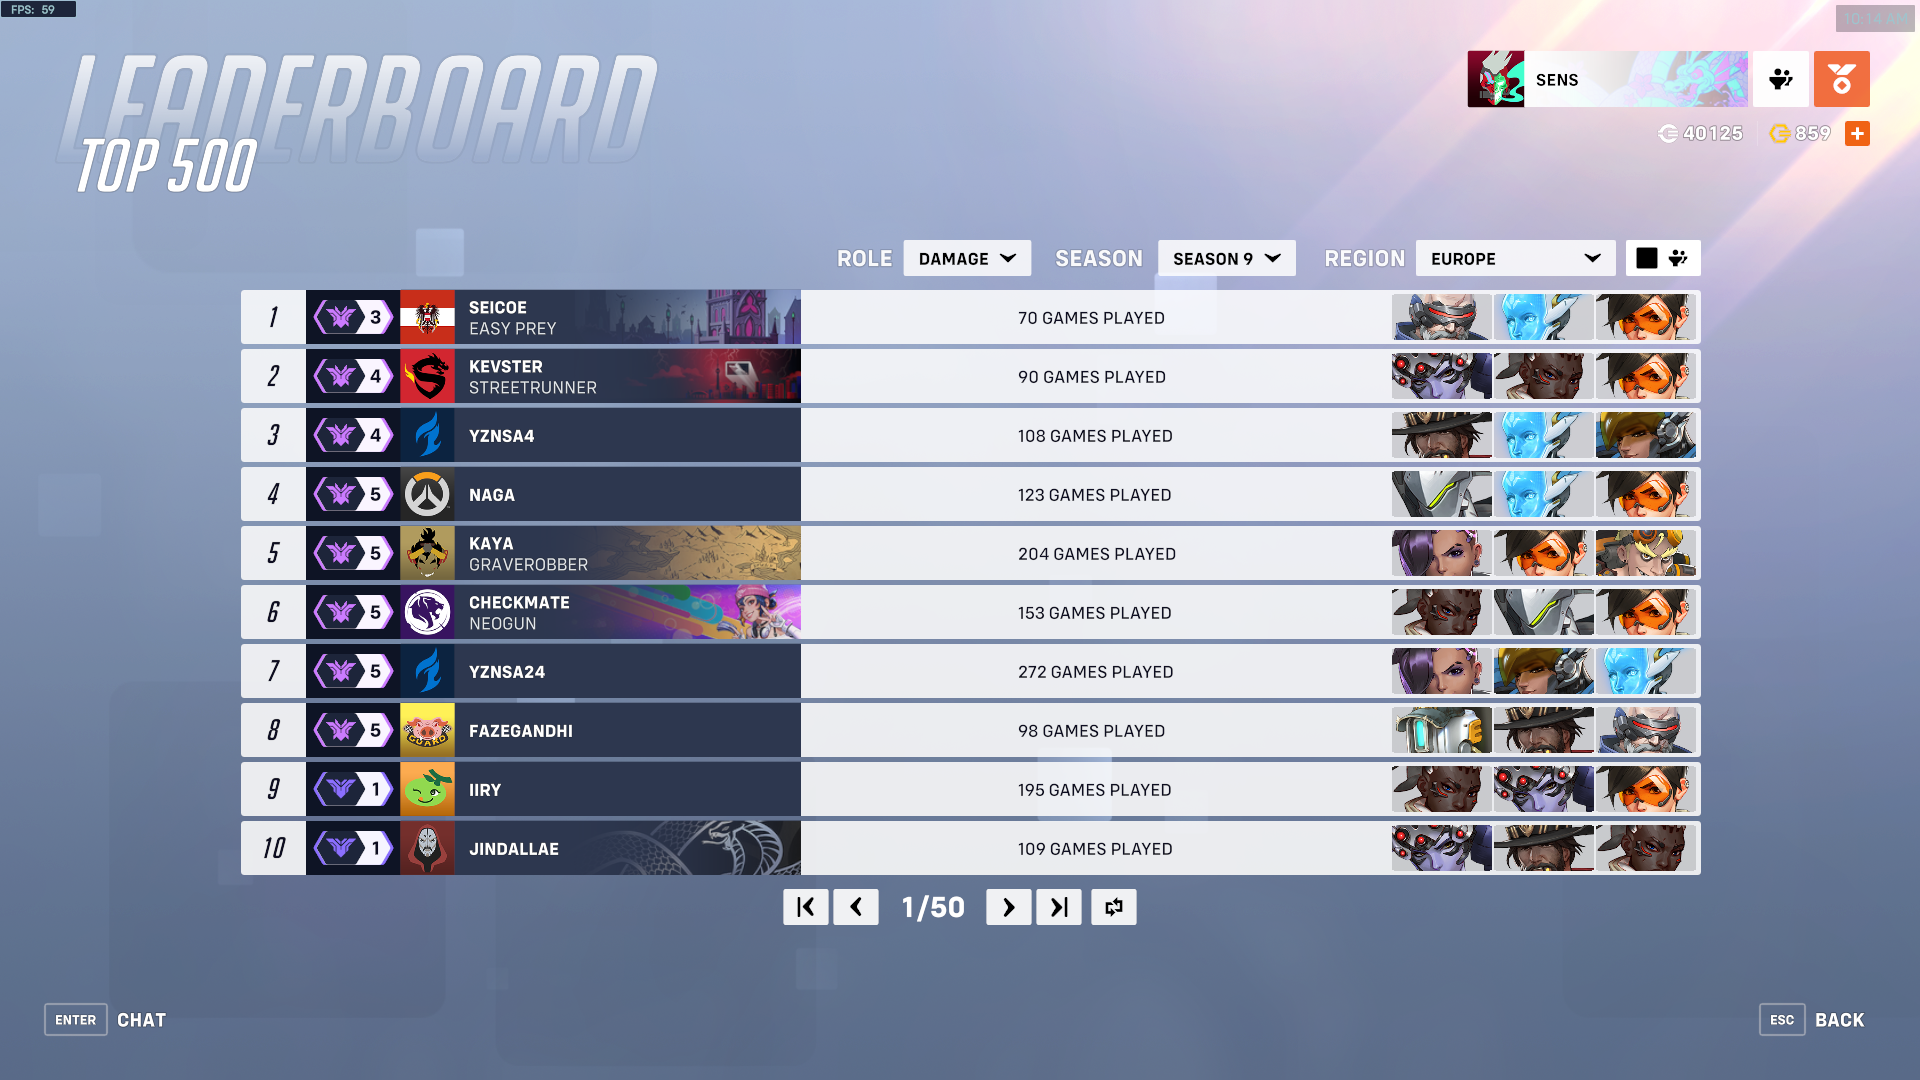 FPS: 59
10:14 AM
LEADERBOARD
TOP 500
SENS
40125 859
ROLE DAMAGE SEASON SEASON 9 REGION EUROPE
1 3 SEICOE 70 GAMES PLAYED
EASY PREY
2 4 KEVSTER 90 GAMES PLAYED
STREETRUNNER
3 4 YZNSA4 108 GAMES PLAYED
4 5 NAGA 123 GAMES PLAYED
5 5 KAYA 204 GAMES PLAYED
GRAVEROBBER
6 5 CHECKMATE 153 GAMES PLAYED
NEOGUN
7 5 YZNSA24 272 GAMES PLAYED
8 5 FAZEGANDHI 98 GAMES PLAYED
GUARD
9 1 IIRY 195 GAMES PLAYED
10 1 JINDALLAE 109 GAMES PLAYED
1/50
ENTER CHAT
ESC BACK